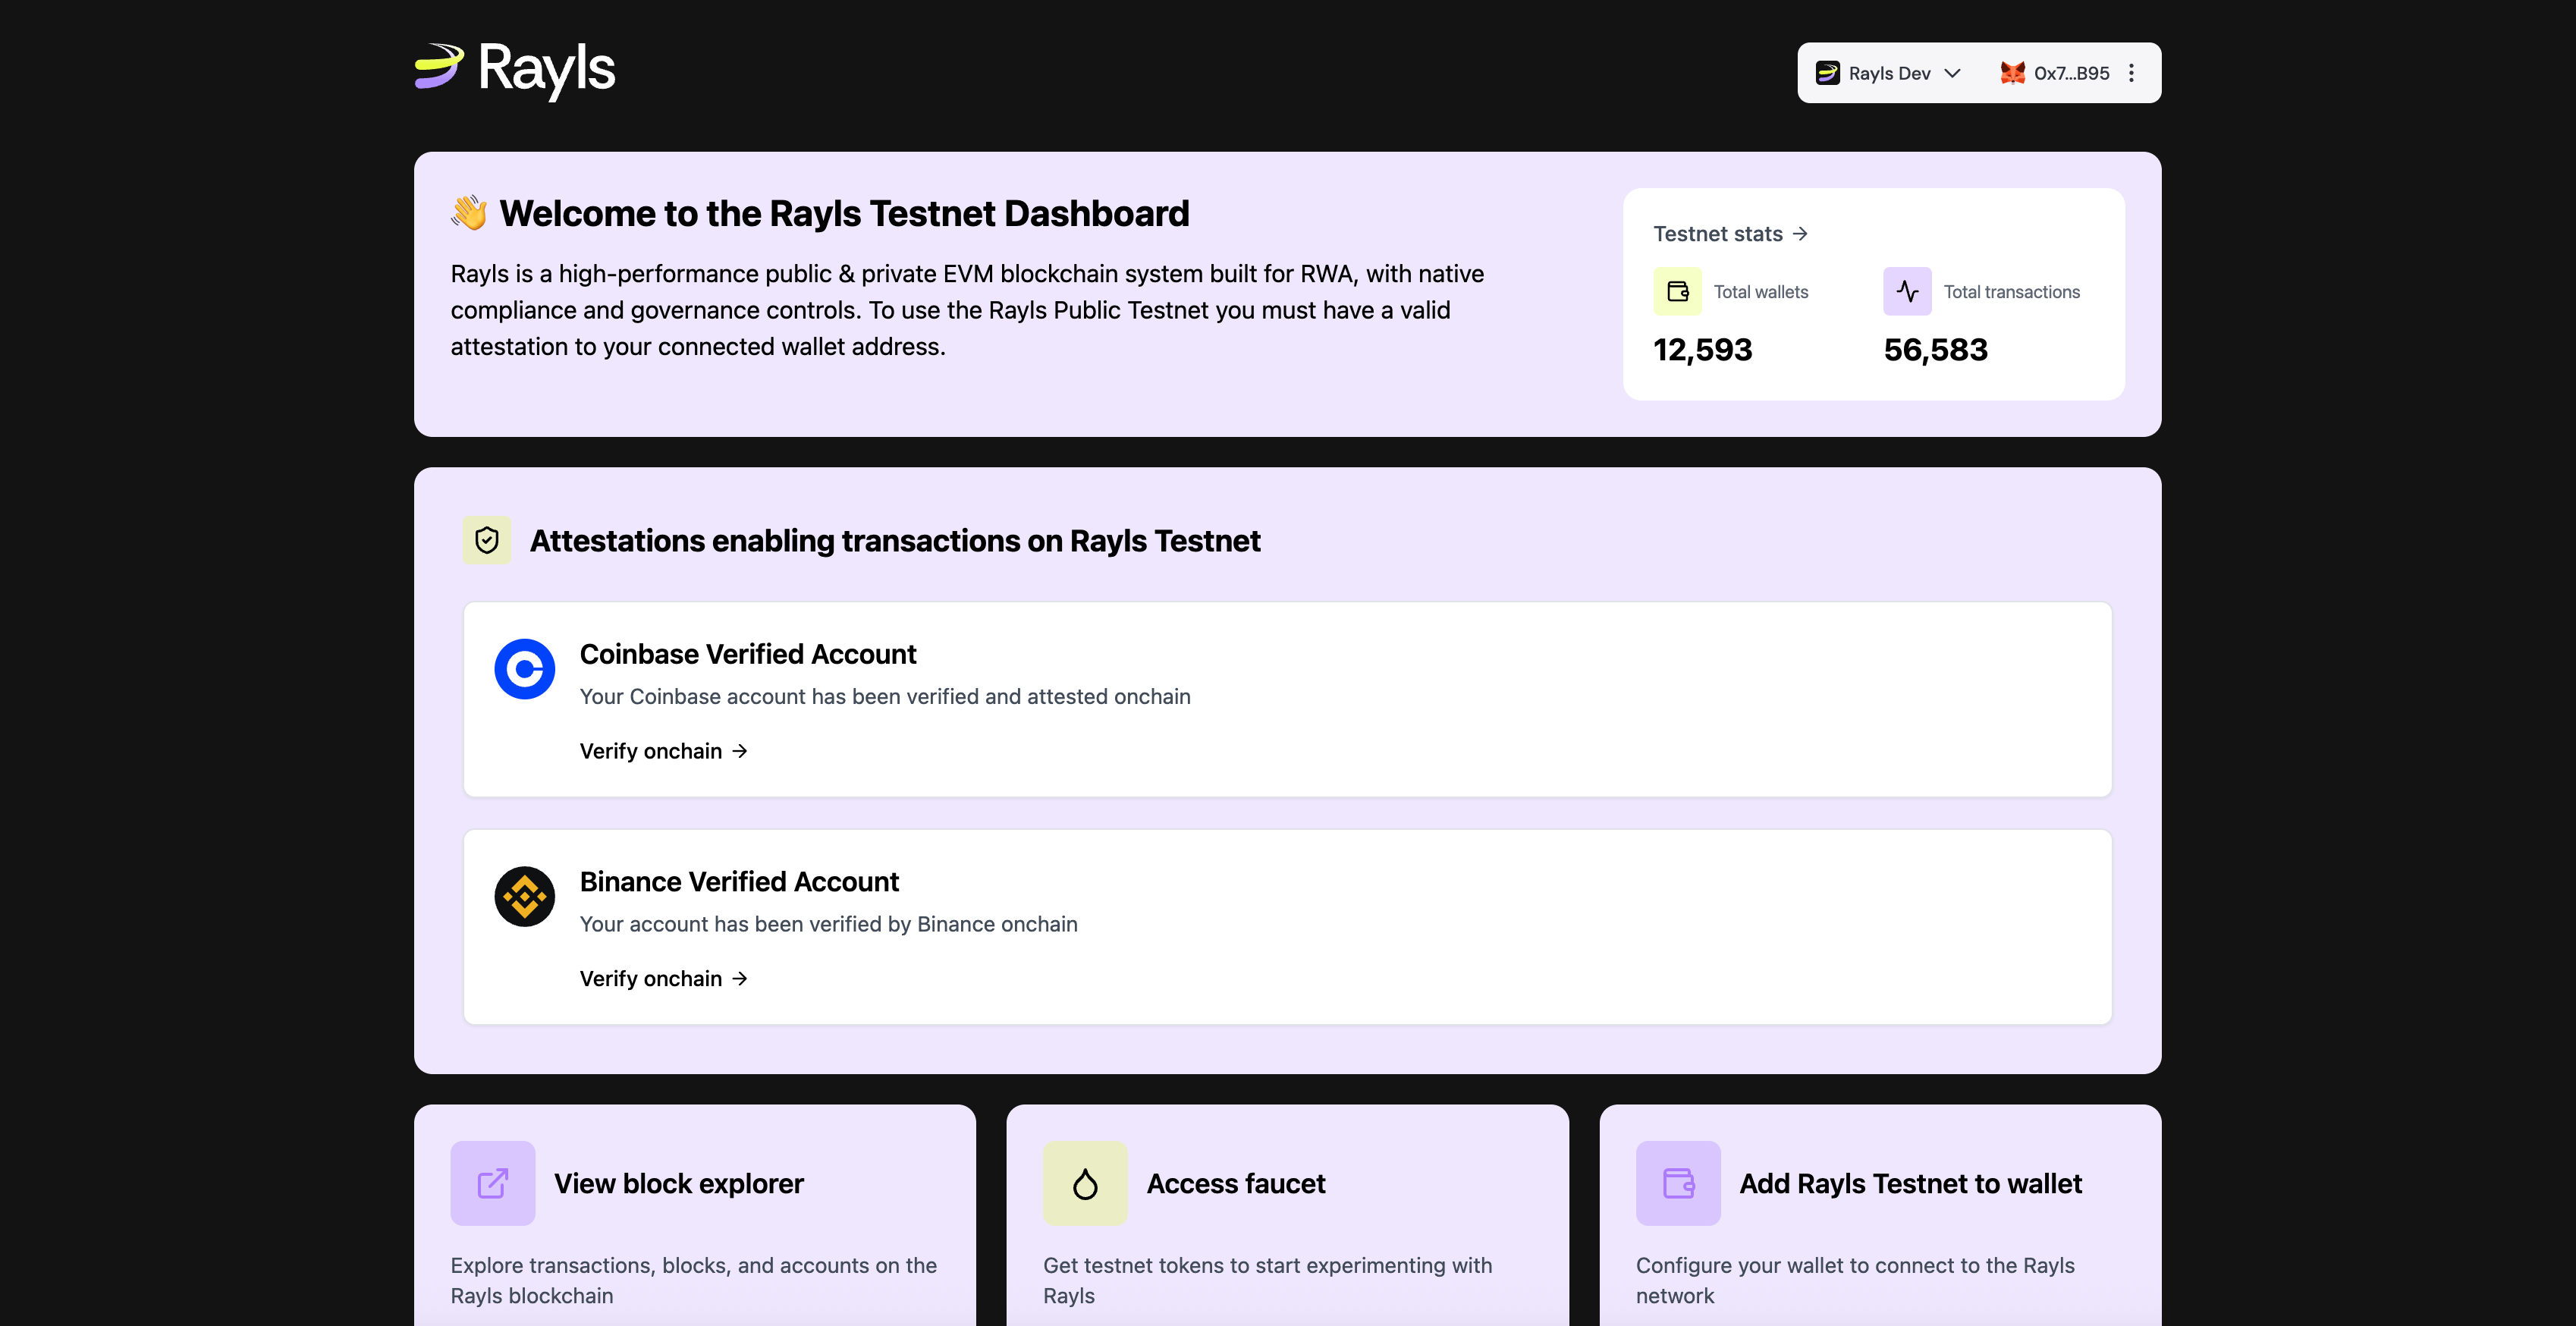 Rayls
Rayls Dev
0x7...B95
Welcome to the Rayls Testnet Dashboard
Rayls is a high-performance public & private EVM blockchain system built for RWA, with native
compliance and governance controls. To use the Rayls Public Testnet you must have a valid
attestation to your connected wallet address.
Testnet stats →
Total wallets
12,593
Total transactions
56,583
Attestations enabling transactions on Rayls Testnet
Coinbase Verified Account
Your Coinbase account has been verified and attested onchain
Verify onchain →
Binance Verified Account
Your account has been verified by Binance onchain
Verify onchain →
View block explorer
Explore transactions, blocks, and accounts on the
Rayls blockchain
Access faucet
Get testnet tokens to start experimenting with
Rayls
Add Rayls Testnet to wallet
Configure your wallet to connect to the Rayls
network